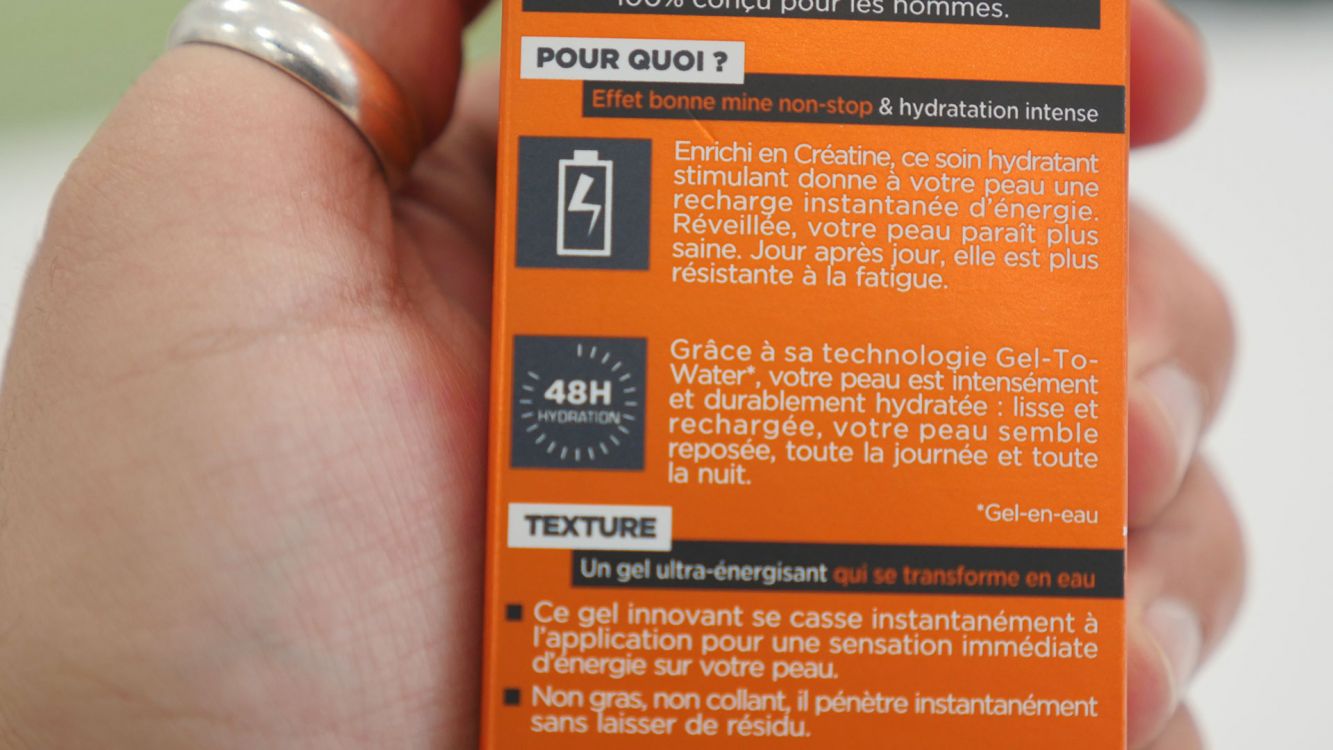 100% conçu pour les hommes.
POUR QUOI ?
Effet bonne mine non-stop & hydratation intense
Enrichi en Créatine, ce soin hydratant
stimulant donne à votre peau une
recharge instantanée d'énergie.
Réveillée, votre peau paraît plus
saine. Jour après jour, elle est plus
résistante à la fatigue.
48H
HYDRATION
Grâce à sa technologie Gel-To-
Water*, votre peau est intensément
et durablement hydratée : lisse et
rechargée, votre peau semble
reposée, toute la journée et toute
la nuit.
*Gel-en-eau
TEXTURE
Un gel ultra-énergisant qui se transforme en eau
Ce gel innovant se casse instantanément à
l'application pour une sensation immédiate
d'énergie sur votre peau.
Non gras, non collant, il pénètre instantanément
sans laisser de résidu.